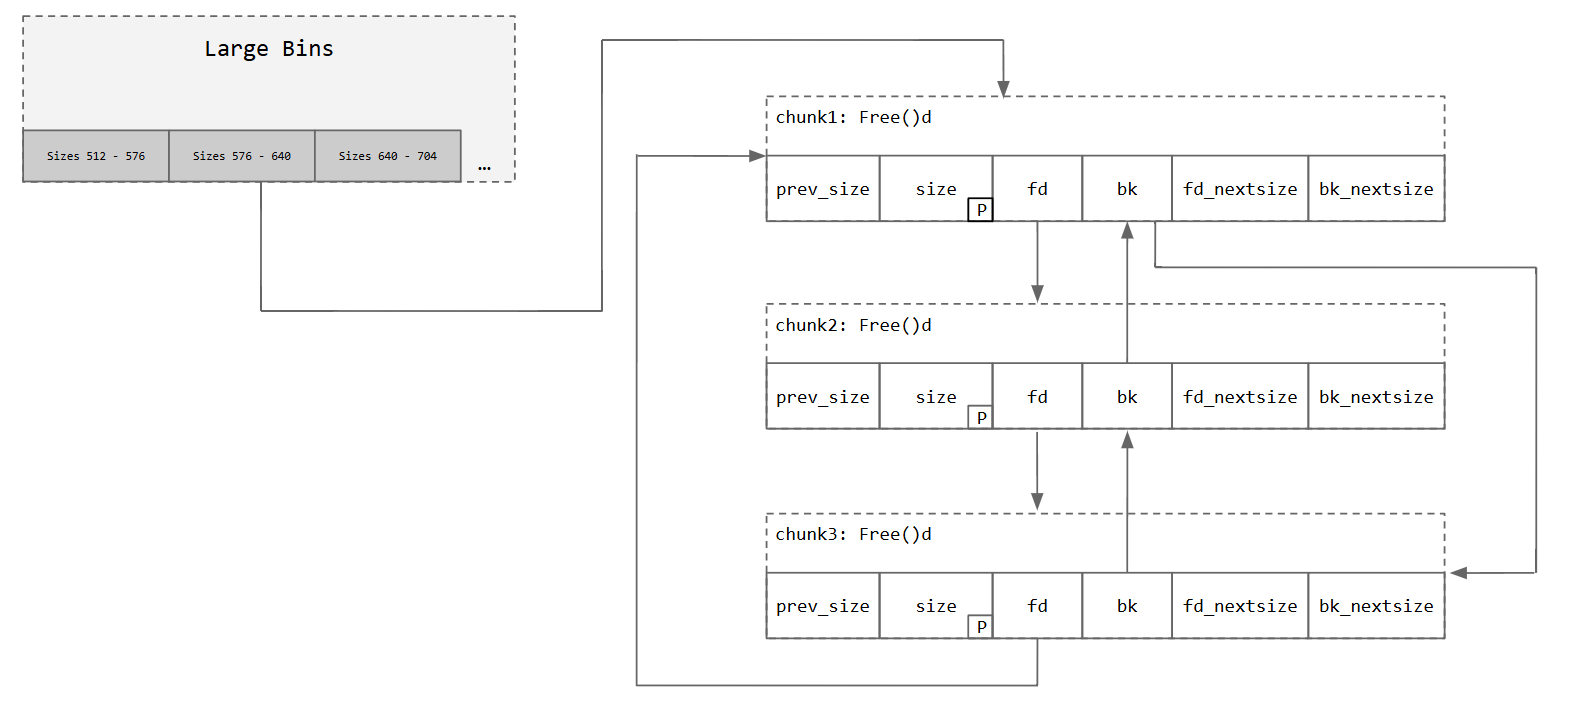 Large Bins
Sizes 512 - 576 Sizes 576 - 640 Sizes 640 - 704 ...
chunk1: Free()d
prev_size size P fd bk fd_nextsize bk_nextsize
chunk2: Free()d
prev_size size P fd bk fd_nextsize bk_nextsize
chunk3: Free()d
prev_size size P fd bk fd_nextsize bk_nextsize